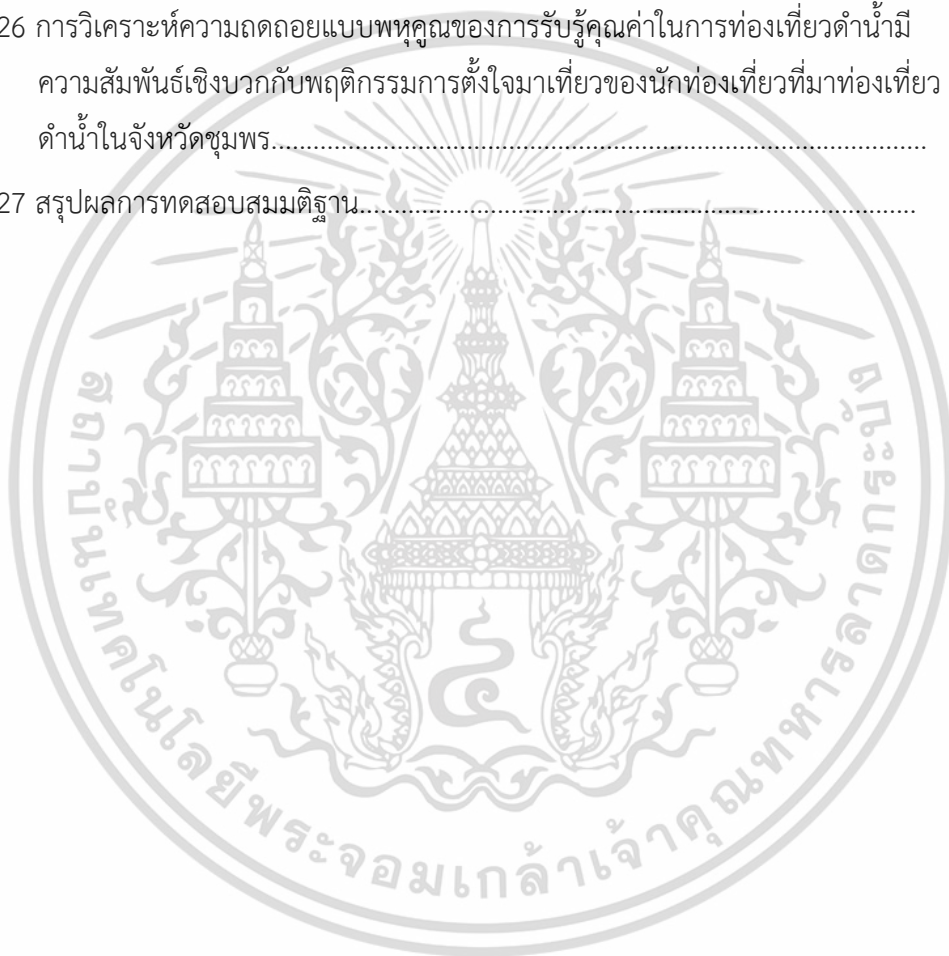 26 การวิเคราะห์ความถดถอยแบบพหุคูณของการรับรู้คุณค่าในการท่องเที่ยวดำน้ำมี
ความสัมพันธ์เชิงบวกกับพฤติกรรมการตั้งใจมาเที่ยวของนักท่องเที่ยวที่มาท่องเที่ยว
ดำน้ำในจังหวัดชุมพร..............................................................................
27 สรุปผลการทดสอบสมมติฐาน..................................................................
สถาบันเทคโนโลยีพระจอมเกล้าเจ้าคุณทหารลาดกระบัง